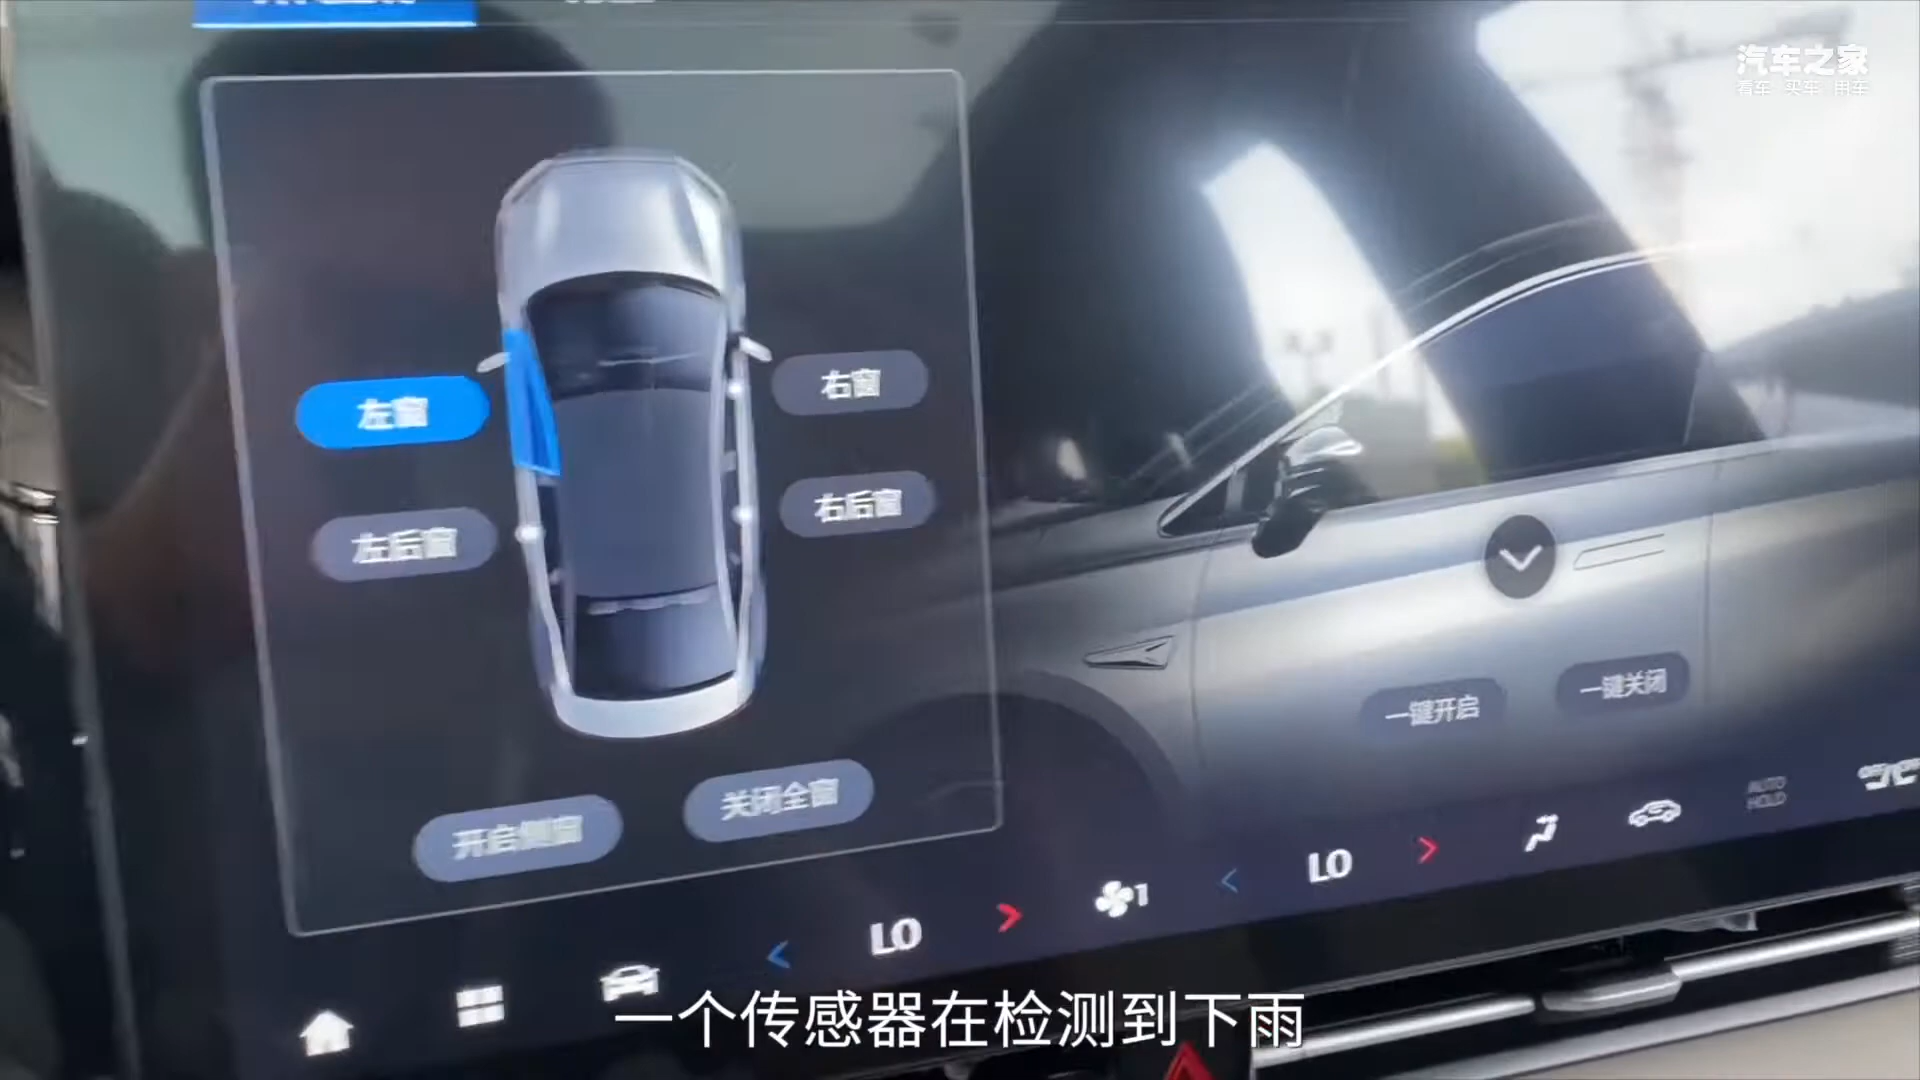 汽车之家
看车 买车 用车
左窗
右窗
左后窗
右后窗
一键开启
一键关闭
开启侧窗
关闭全窗
AUTO
HOLD
LO
1
LO
一个传感器在检测到下雨